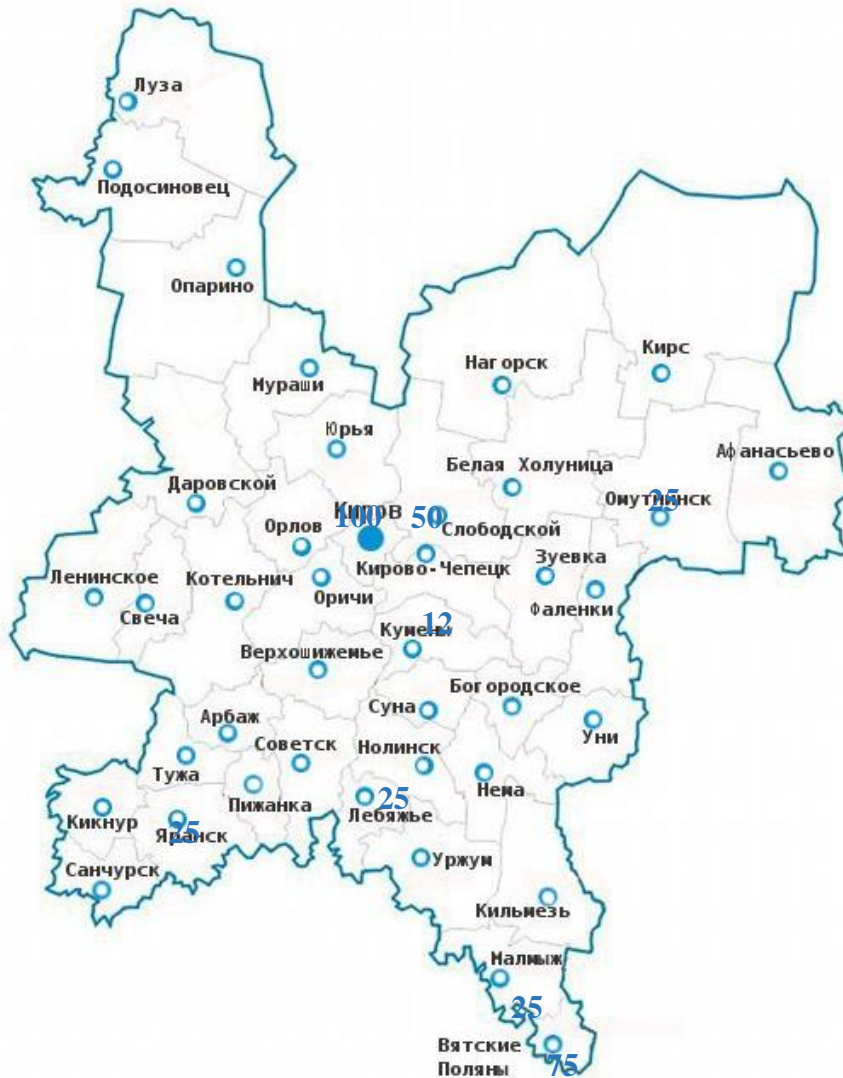 Луза
Подосиновец
Опарино
Мураши
Нагорск
Кирс
Юрья
Белая Холуница
Афанасьево
Даровской
Омутнинск
25
Орлов
Киров
100
50
Слободской
Кирово-Чепецк
Зуевка
Фаленки
Ленинское
Свеча
Котельнич
Оричи
Кумены
12
Верхошижемье
Богородское
Суна
Уни
Арбаж
Советск
Нолинск
Тужа
Пижанка
Нема
Лебяжье
25
Кикнур
Яранск
25
Уржум
Санчурск
Кильмезь
Малмыж
25
Вятские
Поляны
75